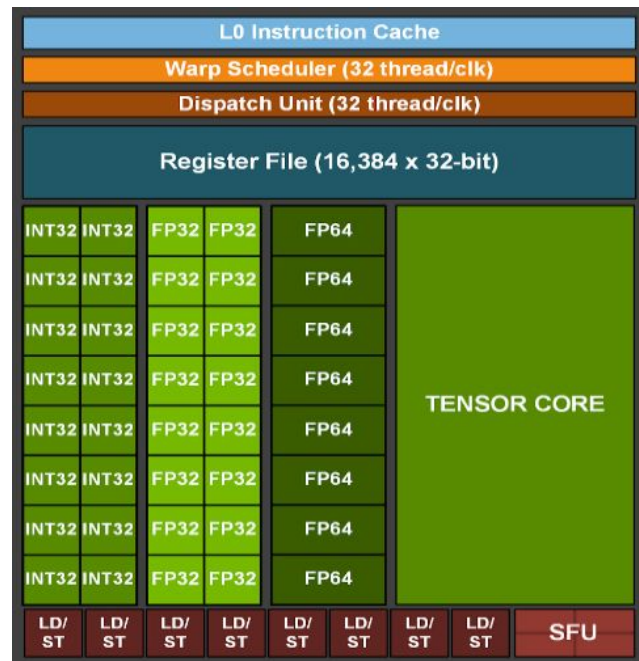 L0 Instruction Cache
Warp Scheduler (32 thread/clk)
Dispatch Unit (32 thread/clk)
Register File (16,384 x 32-bit)
INT32 INT32 FP32 FP32 FP64
INT32 INT32 FP32 FP32 FP64
INT32 INT32 FP32 FP32 FP64
INT32 INT32 FP32 FP32 FP64
TENSOR CORE
INT32 INT32 FP32 FP32 FP64
INT32 INT32 FP32 FP32 FP64
INT32 INT32 FP32 FP32 FP64
INT32 INT32 FP32 FP32 FP64
LD/ LD/ LD/ LD/ LD/ LD/ LD/ LD/
ST ST ST ST ST ST ST ST
SFU